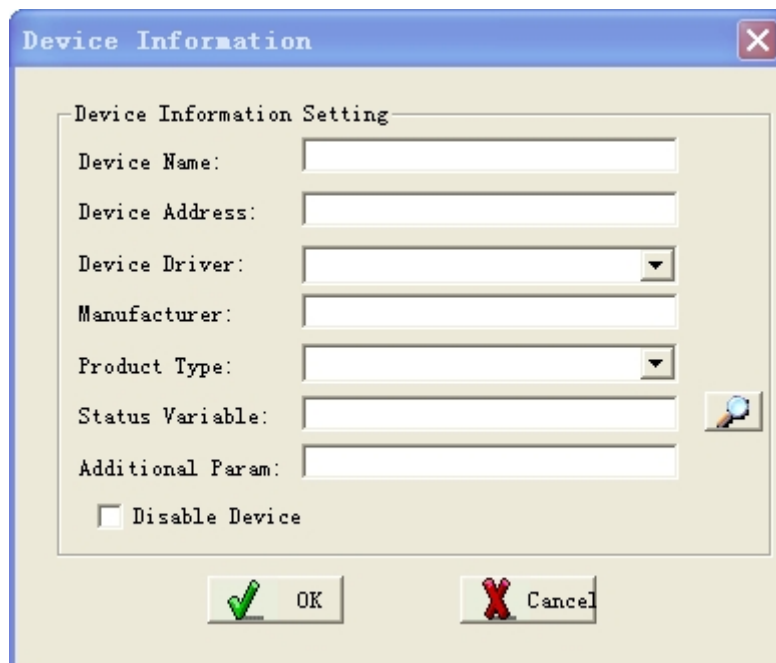 Device Information
Device Information Setting
Device Name:
Device Address:
Device Driver:
Manufacturer:
Product Type:
Status Variable:
Additional Param:
Disable Device
OK
Cancel